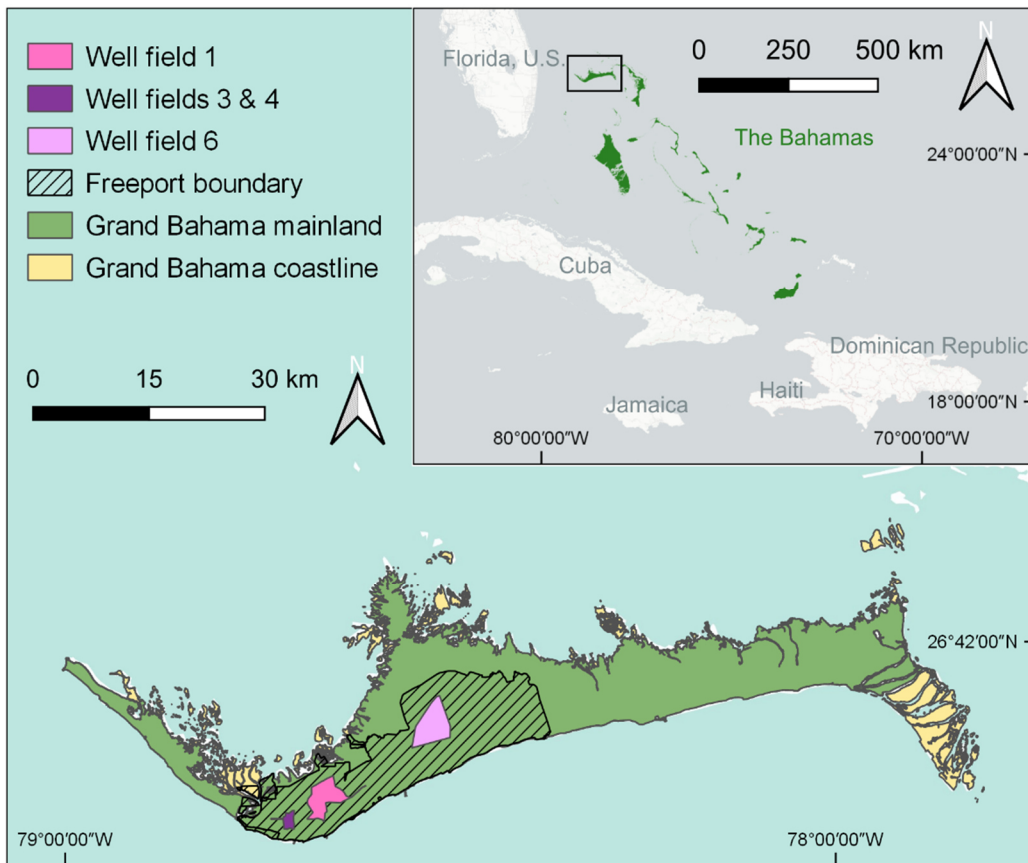 Well field 1
Well fields 3 & 4
Well field 6
Freeport boundary
Grand Bahama mainland
Grand Bahama coastline
0 15 30 km
N
Florida, U.S.
0 250 500 km
N
The Bahamas
24°00′00″N
Cuba
Dominican Republic
Haiti
Jamaica
18°00′00″N
80°00′00″W
70°00′00″W
26°42′00″N
79°00′00″W
78°00′00″W